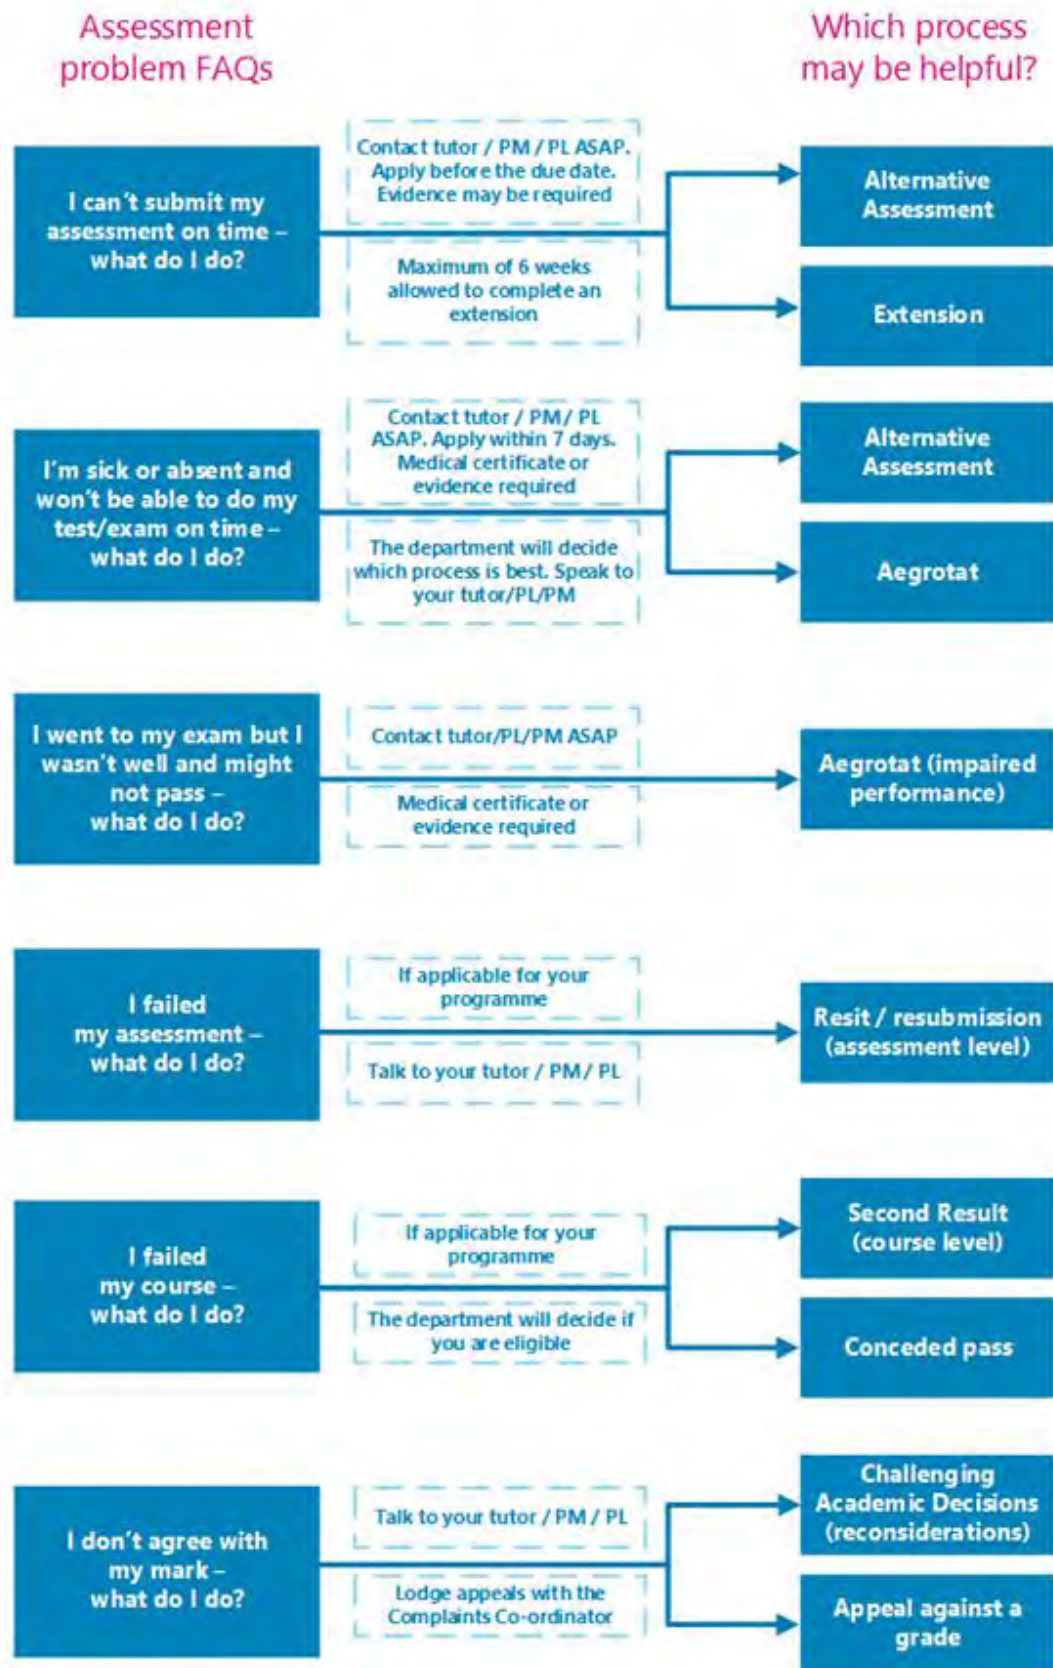 Assessment
problem FAQs
Which process
may be helpful?
I can't submit my
assessment on time –
what do I do?
Contact tutor / PM / PL ASAP.
Apply before the due date.
Evidence may be required
Maximum of 6 weeks
allowed to complete an
extension
Alternative
Assessment
Extension
I'm sick or absent and
won't be able to do my
test/exam on time –
what do I do?
Contact tutor / PM / PL
ASAP. Apply within 7 days.
Medical certificate or
evidence required
The department will decide
which process is best. Speak to
your tutor/PL/PM
Alternative
Assessment
Aegrotat
I went to my exam but I
wasn't well and might
not pass –
what do I do?
Contact tutor/PL/PM ASAP
Medical certificate or
evidence required
Aegrotat (impaired
performance)
I failed
my assessment –
what do I do?
If applicable for your
programme
Talk to your tutor / PM / PL
Resit / resubmission
(assessment level)
I failed
my course –
what do I do?
If applicable for your
programme
The department will decide if
you are eligible
Second Result
(course level)
Conceded pass
I don't agree with
my mark –
what do I do?
Talk to your tutor / PM / PL
Lodge appeals with the
Complaints Co-ordinator
Challenging
Academic Decisions
(reconsiderations)
Appeal against a
grade